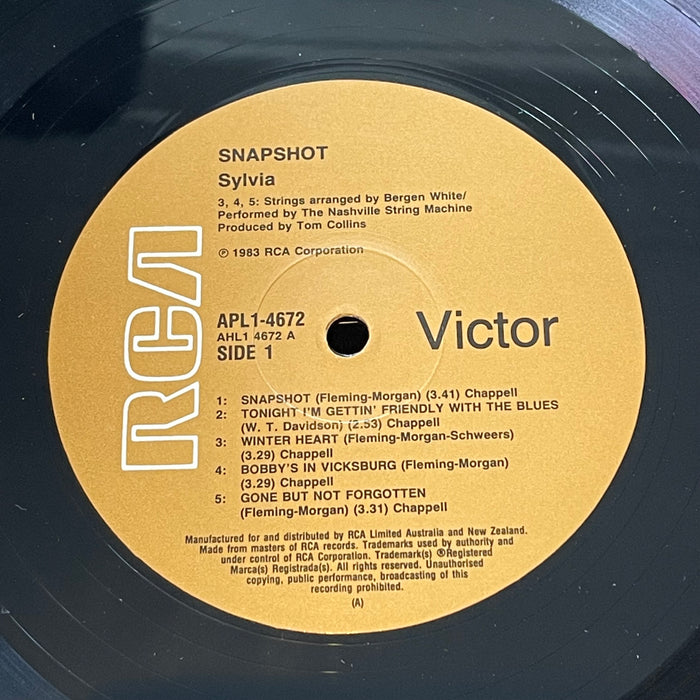 SNAPSHOT
Sylvia
3, 4, 5: Strings arranged by Bergen White/
Performed by The Nashville String Machine
Produced by Tom Collins
℗ 1983 RCA Corporation
RCA
APL1-4672
AHL1 4672 A
SIDE 1
Victor
1: SNAPSHOT (Fleming-Morgan) (3.41) Chappell
2: TONIGHT I'M GETTIN' FRIENDLY WITH THE BLUES
(W. T. Davidson) (2.53) Chappell
3: WINTER HEART (Fleming-Morgan-Schweers)
(3.29) Chappell
4: BOBBY'S IN VICKSBURG (Fleming-Morgan)
(3.29) Chappell
5: GONE BUT NOT FORGOTTEN
(Fleming-Morgan) (3.31) Chappell
Manufactured for and distributed by RCA Limited Australia and New Zealand.
Made from masters of RCA records. Trademarks used by authority and
under control of RCA Corporation. Trademark(s) ®Registered
Marca(s) Registrada(s). All rights reserved. Unauthorised
copying, public performance, broadcasting of this
recording prohibited.
(A)